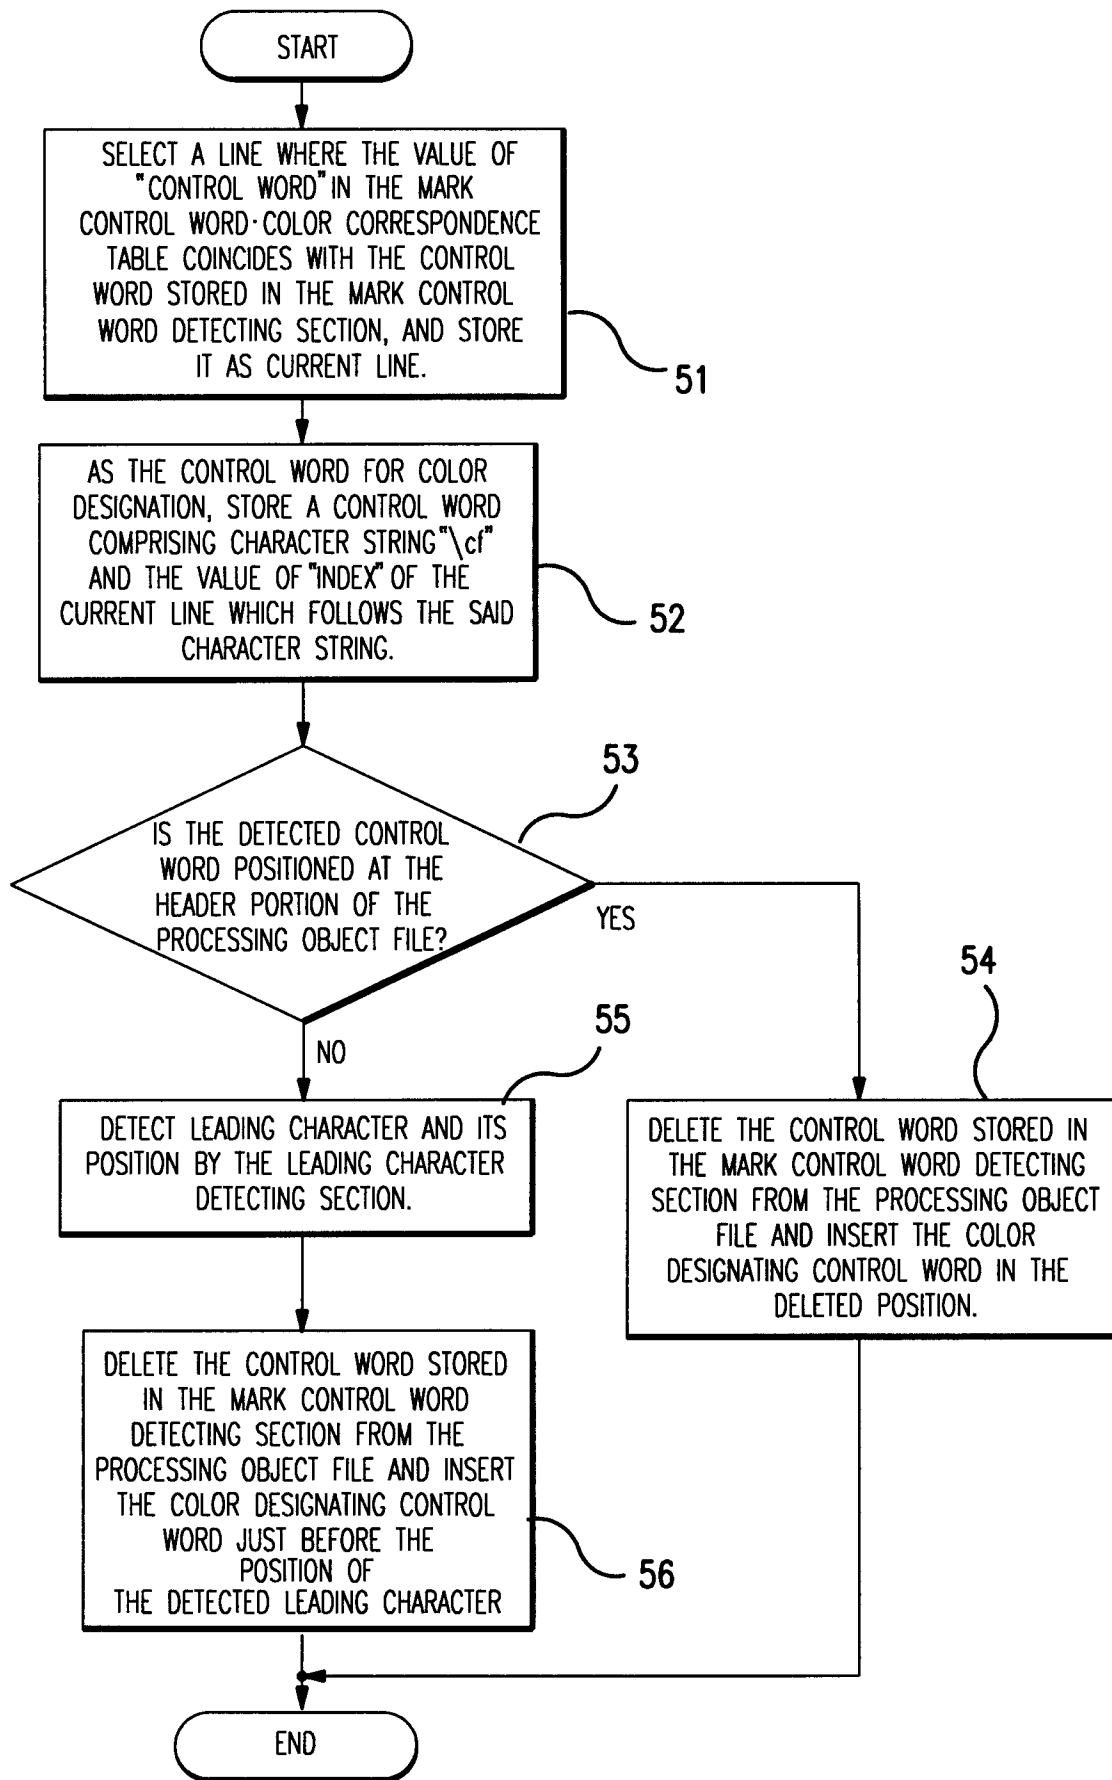 START
SELECT A LINE WHERE THE VALUE OF
"CONTROL WORD" IN THE MARK
CONTROL WORD·COLOR CORRESPONDENCE
TABLE COINCIDES WITH THE CONTROL
WORD STORED IN THE MARK CONTROL
WORD DETECTING SECTION, AND STORE
IT AS CURRENT LINE.
51
AS THE CONTROL WORD FOR COLOR
DESIGNATION, STORE A CONTROL WORD
COMPRISING CHARACTER STRING "\cf"
AND THE VALUE OF "INDEX" OF THE
CURRENT LINE WHICH FOLLOWS THE SAID
CHARACTER STRING.
52
53
IS THE DETECTED CONTROL
WORD POSITIONED AT THE
HEADER PORTION OF THE
PROCESSING OBJECT FILE?
YES
NO
54
DELETE THE CONTROL WORD STORED IN
THE MARK CONTROL WORD DETECTING
SECTION FROM THE PROCESSING OBJECT
FILE AND INSERT THE COLOR
DESIGNATING CONTROL WORD IN THE
DELETED POSITION.
55
DETECT LEADING CHARACTER AND ITS
POSITION BY THE LEADING CHARACTER
DETECTING SECTION.
DELETE THE CONTROL WORD STORED
IN THE MARK CONTROL WORD
DETECTING SECTION FROM THE
PROCESSING OBJECT FILE AND INSERT
THE COLOR DESIGNATING CONTROL
WORD JUST BEFORE THE
POSITION OF
THE DETECTED LEADING CHARACTER
56
END